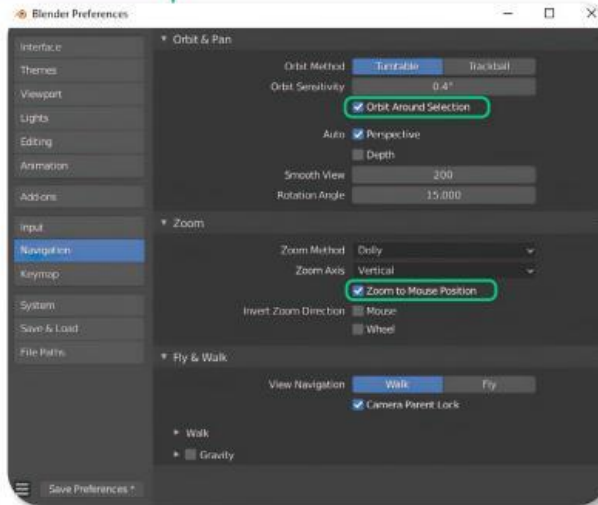 Blender Preferences
Interface
Themes
Viewport
Lights
Editing
Animation
Add-ons
Input
Navigation
Keymap
System
Save & Load
File Paths
Save Preferences *
Orbit & Pan
Orbit Method Turntable Trackball
Orbit Sensitivity 0.4°
Orbit Around Selection
Auto Perspective
Depth
Smooth View 200
Rotation Angle 15.000
Zoom
Zoom Method Dolly
Zoom Axis Vertical
Zoom to Mouse Position
Invert Zoom Direction Mouse
Wheel
Fly & Walk
View Navigation Walk Fly
Camera Parent Lock
Walk
Gravity